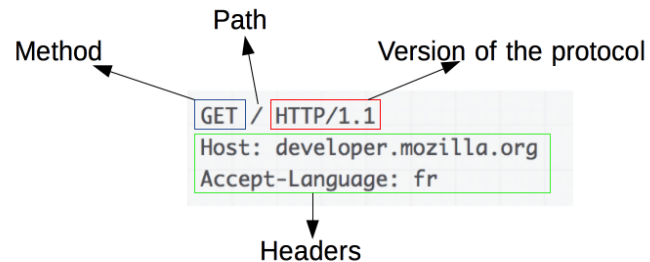 Path
Method
Version of the protocol
GET / HTTP/1.1
Host: developer.mozilla.org
Accept-Language: fr
Headers